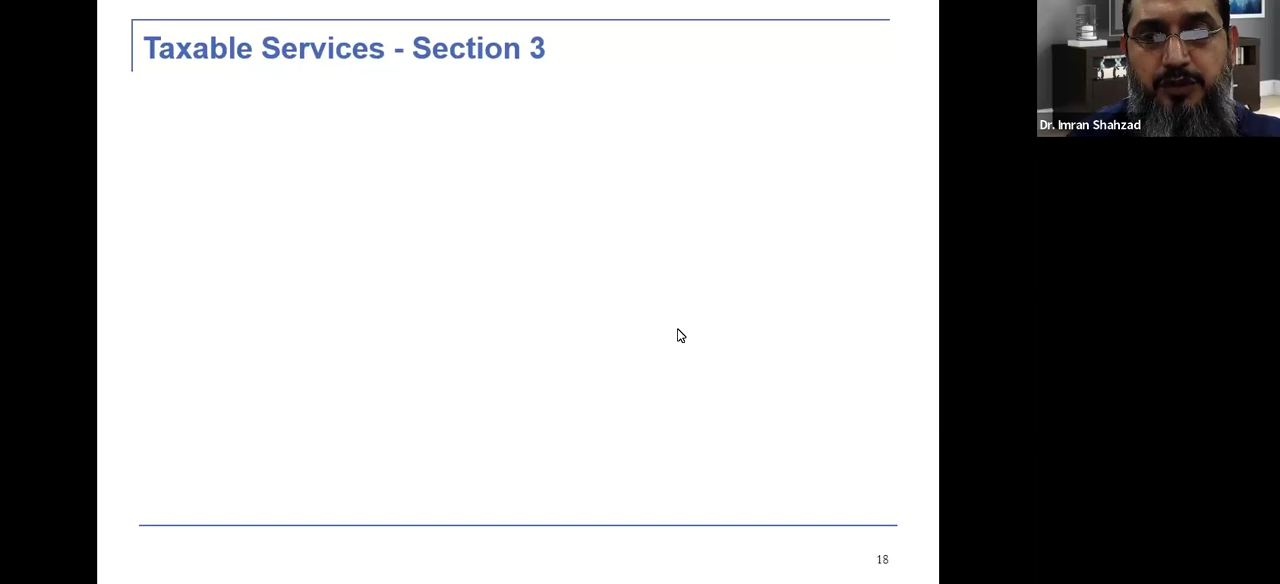 Taxable Services - Section 3
Dr. Imran Shahzad
18